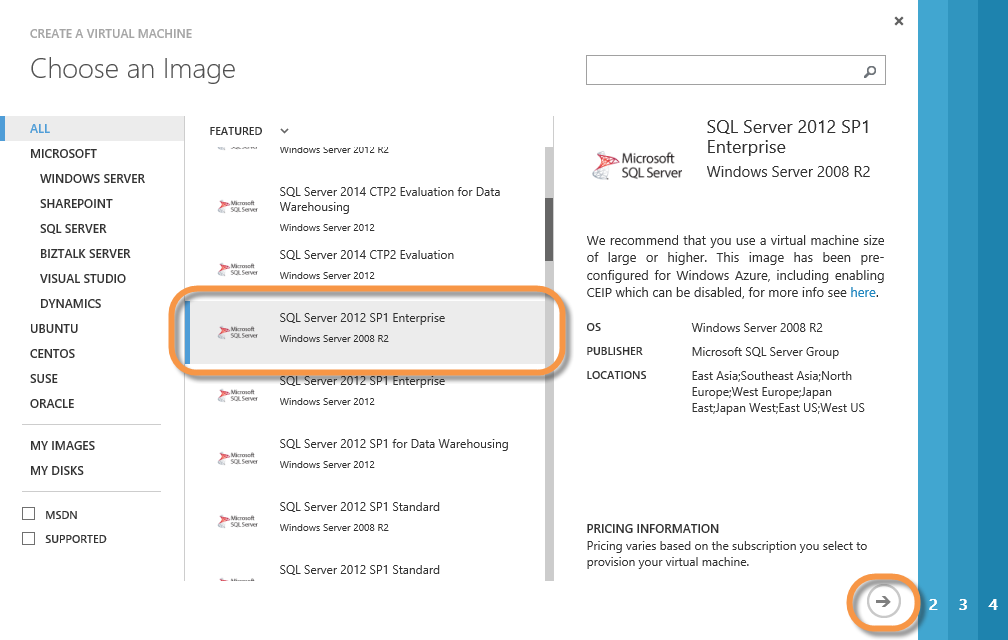 CREATE A VIRTUAL MACHINE
Choose an Image
ALL
MICROSOFT
WINDOWS SERVER
SHAREPOINT
SQL SERVER
BIZTALK SERVER
VISUAL STUDIO
DYNAMICS
UBUNTU
CENTOS
SUSE
ORACLE
MY IMAGES
MY DISKS
MSDN
SUPPORTED
FEATURED
Windows Server 2012 R2
Microsoft
SQL Server
SQL Server 2014 CTP2 Evaluation for Data
Warehousing
Windows Server 2012
Microsoft
SQL Server
SQL Server 2014 CTP2 Evaluation
Windows Server 2012
Microsoft
SQL Server
SQL Server 2012 SP1 Enterprise
Windows Server 2008 R2
Microsoft
SQL Server
SQL Server 2012 SP1 Enterprise
Windows Server 2012
Microsoft
SQL Server
SQL Server 2012 SP1 for Data Warehousing
Windows Server 2012
Microsoft
SQL Server
SQL Server 2012 SP1 Standard
Windows Server 2008 R2
SQL Server 2012 SP1 Standard
Microsoft
SQL Server
SQL Server 2012 SP1
Enterprise
Windows Server 2008 R2
We recommend that you use a virtual machine size
of large or higher. This image has been pre-
configured for Windows Azure, including enabling
CEIP which can be disabled, for more info see here.
OS Windows Server 2008 R2
PUBLISHER Microsoft SQL Server Group
LOCATIONS East Asia;Southeast Asia;North
Europe;West Europe;Japan
East;Japan West;East US;West US
PRICING INFORMATION
Pricing varies based on the subscription you select to
provision your virtual machine.
2 3 4